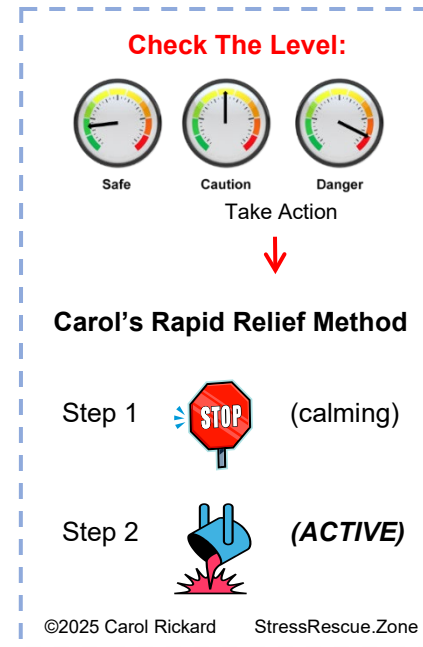 Check The Level:
Safe Caution Danger
Take Action
Carol's Rapid Relief Method
Step 1 STOP (calming)
Step 2 (ACTIVE)
©2025 Carol Rickard StressRescue.Zone